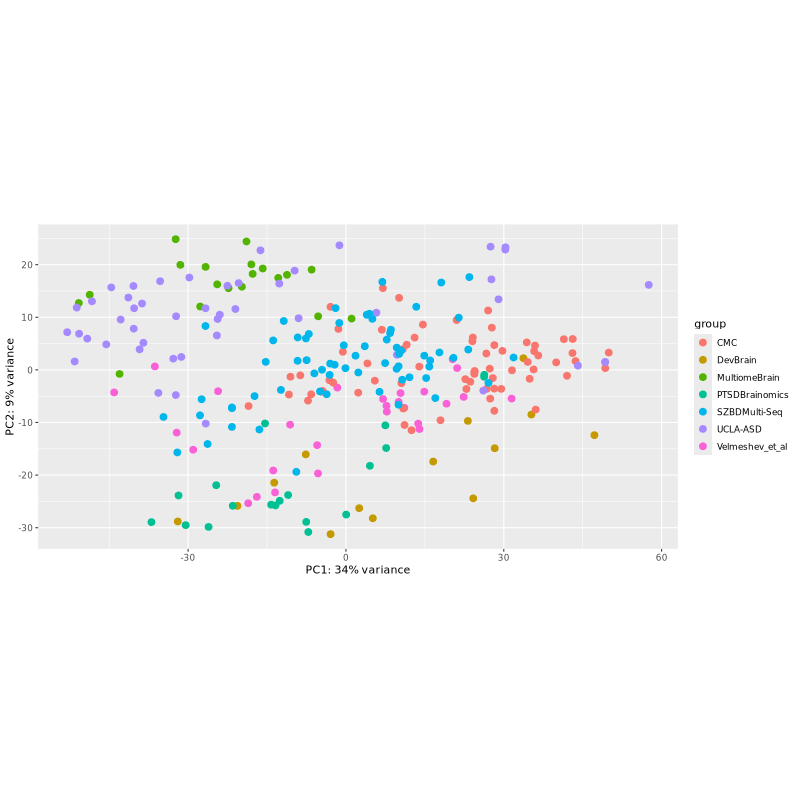 20
10
0
-10
-20
-30
PC2: 9% variance
-30
0
30
60
PC1: 34% variance
group
CMC
DevBrain
MultiomeBrain
PTSDBrainomics
SZBDMulti-Seq
UCLA-ASD
Velmeshev_et_al